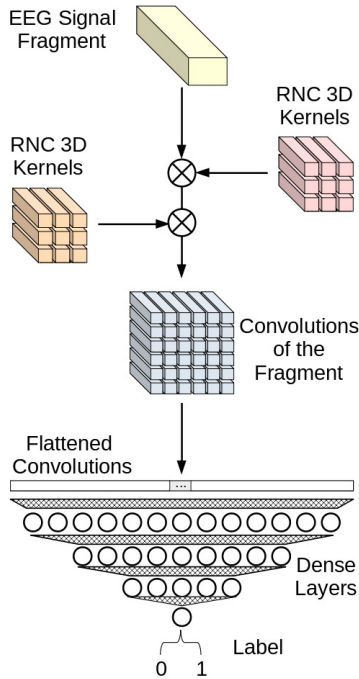 EEG Signal
Fragment
RNC 3D
Kernels
RNC 3D
Kernels
Convolutions
of the
Fragment
Flattened
Convolutions
...
Dense
Layers
Label
0 1